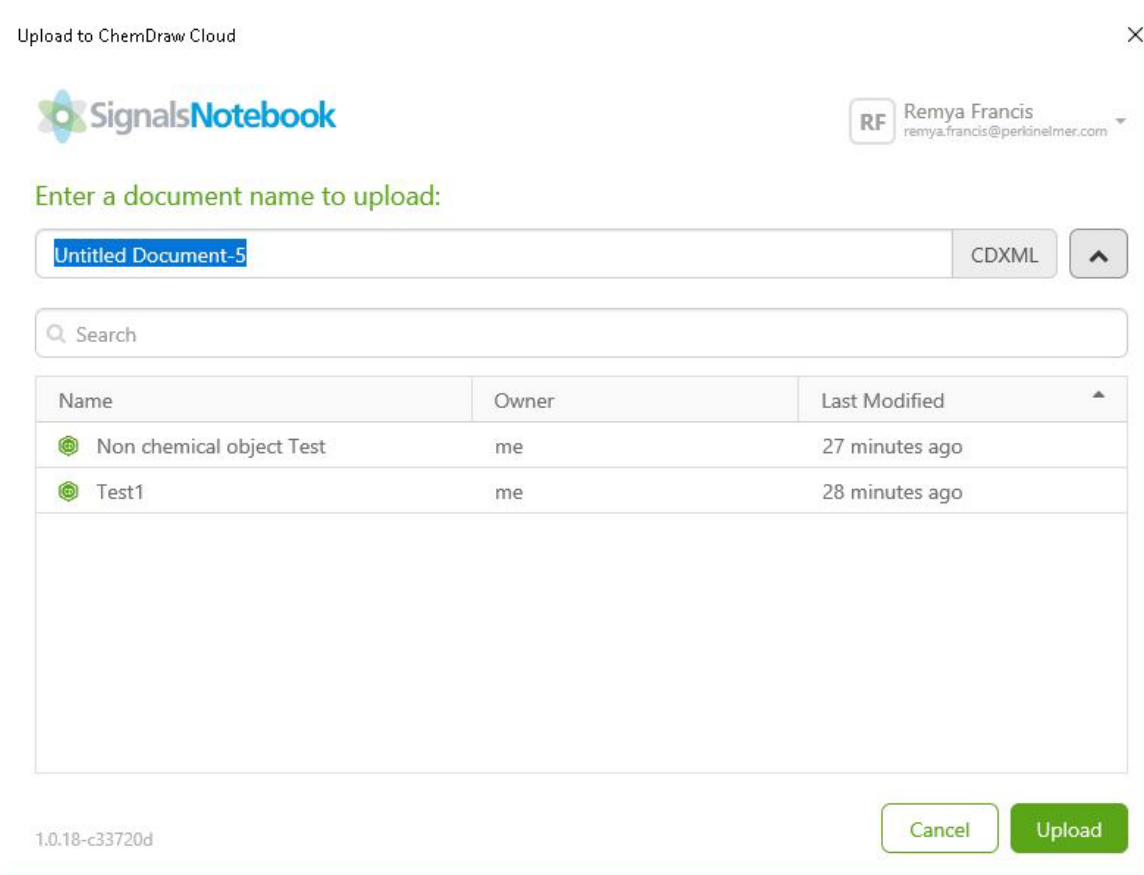 Upload to ChemDraw Cloud
SignalsNotebook
RF Remya Francis
remya.francis@perkinelmer.com
Enter a document name to upload:
Untitled Document-5 CDXML
Search
Name Owner Last Modified
Non chemical object Test me 27 minutes ago
Test1 me 28 minutes ago
Cancel Upload
1.0.18-c33720d